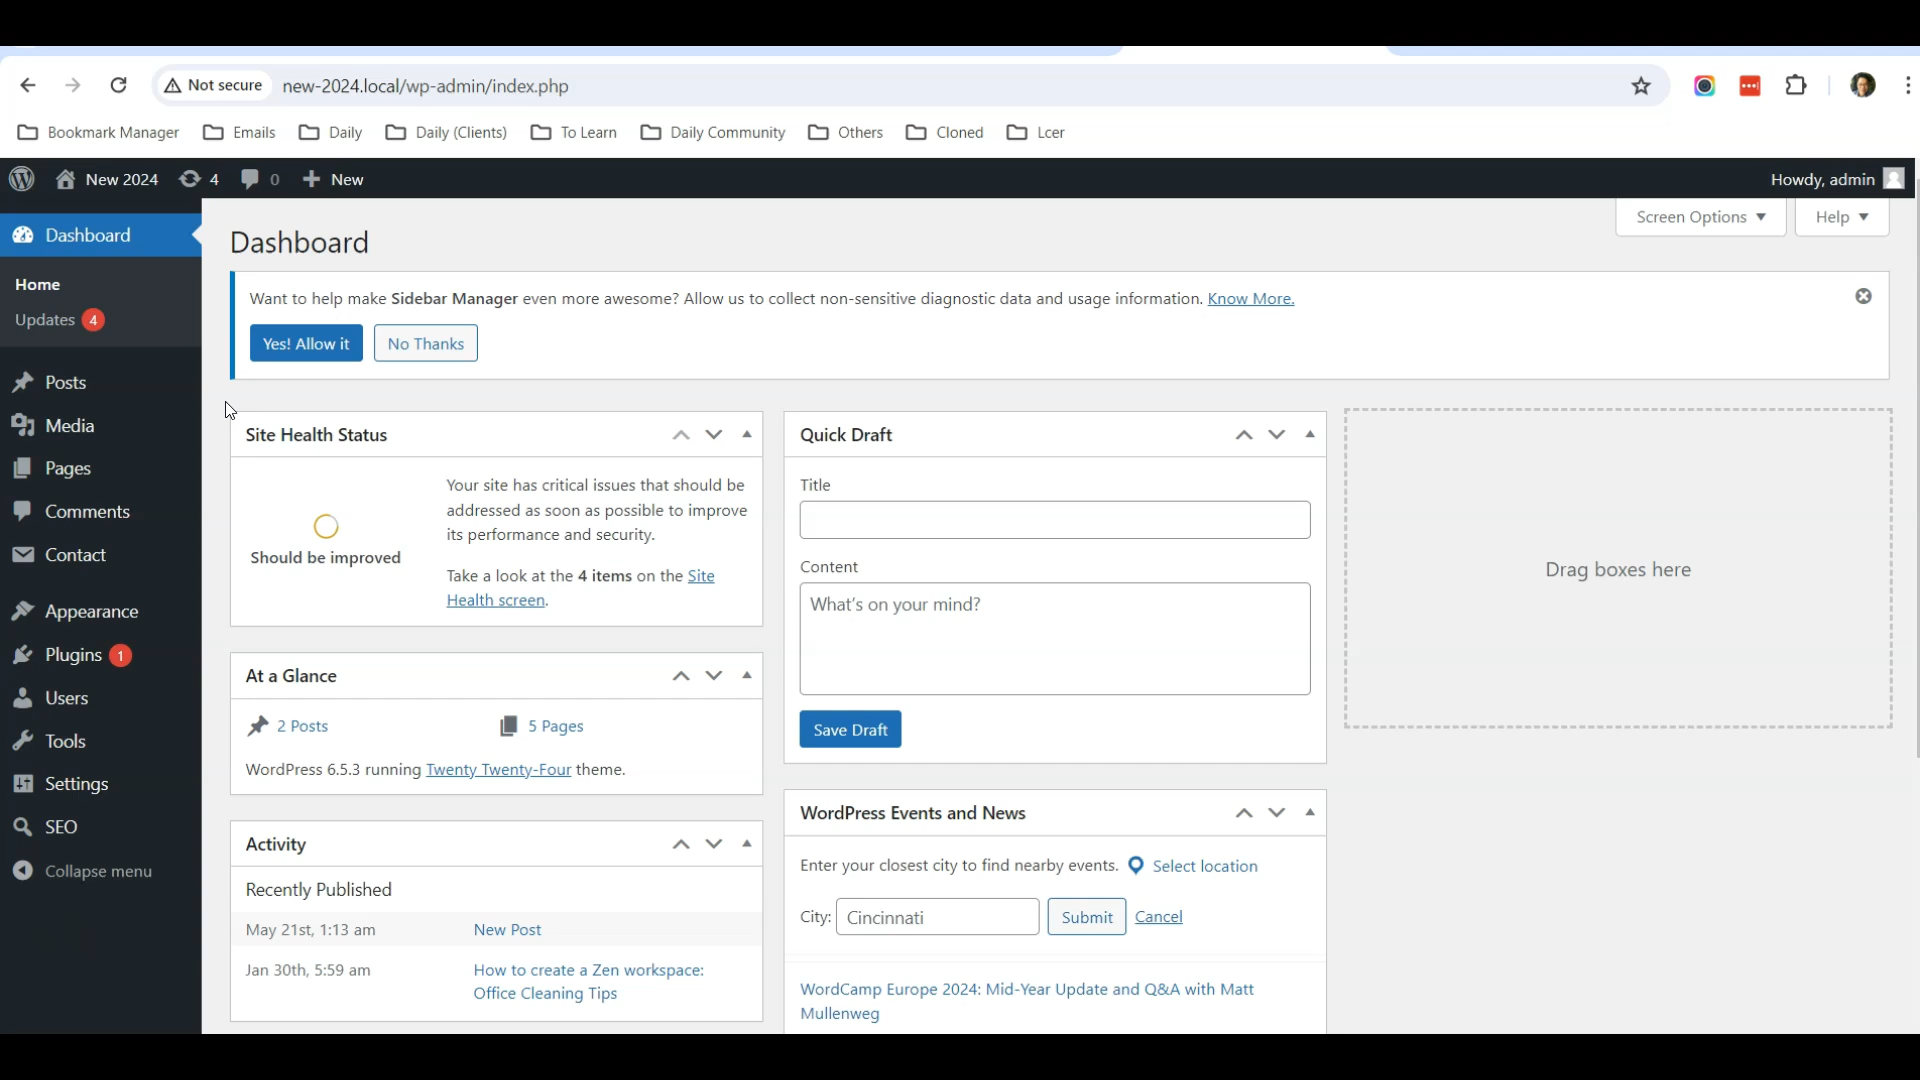 Not secure new-2024.local/wp-admin/index.php
Bookmark Manager Emails Daily Daily (Clients) To Learn Daily Community Others Cloned Lcer
New 2024 4 0 New Howdy, admin
Dashboard
Home
Updates 4
Posts
Media
Pages
Comments
Contact
Appearance
Plugins 1
Users
Tools
Settings
SEO
Collapse menu
Screen Options Help
Dashboard
Want to help make Sidebar Manager even more awesome? Allow us to collect non-sensitive diagnostic data and usage information. Know More.
Yes! Allow it No Thanks
Site Health Status
Should be improved
Your site has critical issues that should be
addressed as soon as possible to improve
its performance and security.
Take a look at the 4 items on the Site
Health screen.
At a Glance
2 Posts 5 Pages
WordPress 6.5.3 running Twenty Twenty-Four theme.
Activity
Recently Published
May 21st, 1:13 am New Post
Jan 30th, 5:59 am How to create a Zen workspace:
Office Cleaning Tips
Quick Draft
Title
Content
What's on your mind?
Save Draft
WordPress Events and News
Enter your closest city to find nearby events. Select location
City: Cincinnati Submit Cancel
WordCamp Europe 2024: Mid-Year Update and Q&A with Matt
Mullenweg
Drag boxes here